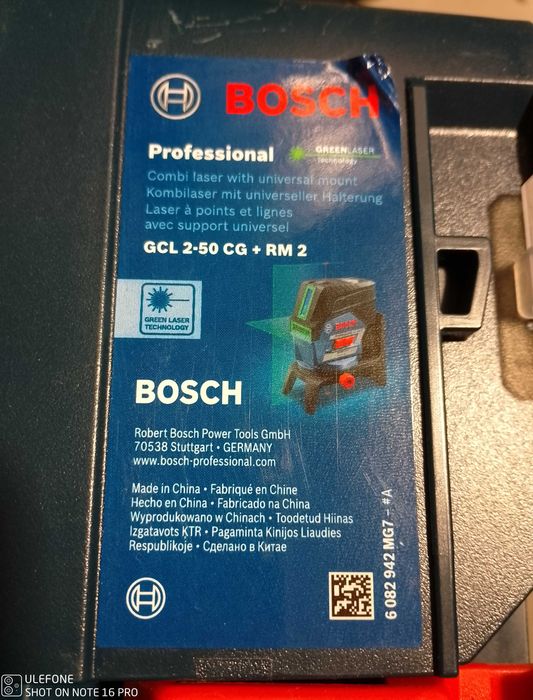 BOSCH
Professional
GREENLASER
Technology
Combi laser with universal mount
Kombilaser mit universeller Halterung
Laser à points et lignes
avec support universel
GCL 2-50 CG + RM 2
GREEN LASER
TECHNOLOGY
BOSCH
BOSCH
Robert Bosch Power Tools GmbH
70538 Stuttgart • GERMANY
www.bosch-professional.com
Made in China • Fabriqué en Chine
Hecho en China • Fabricado na China
Wyprodukowano w Chinach • Toodetud Hiinas
Izgatavots ĶTR • Pagaminta Kinijos Liaudies
Respublikoje • Сделано в Китае
6 082 942 MG7 – #A
ULEFONE
SHOT ON NOTE 16 PRO